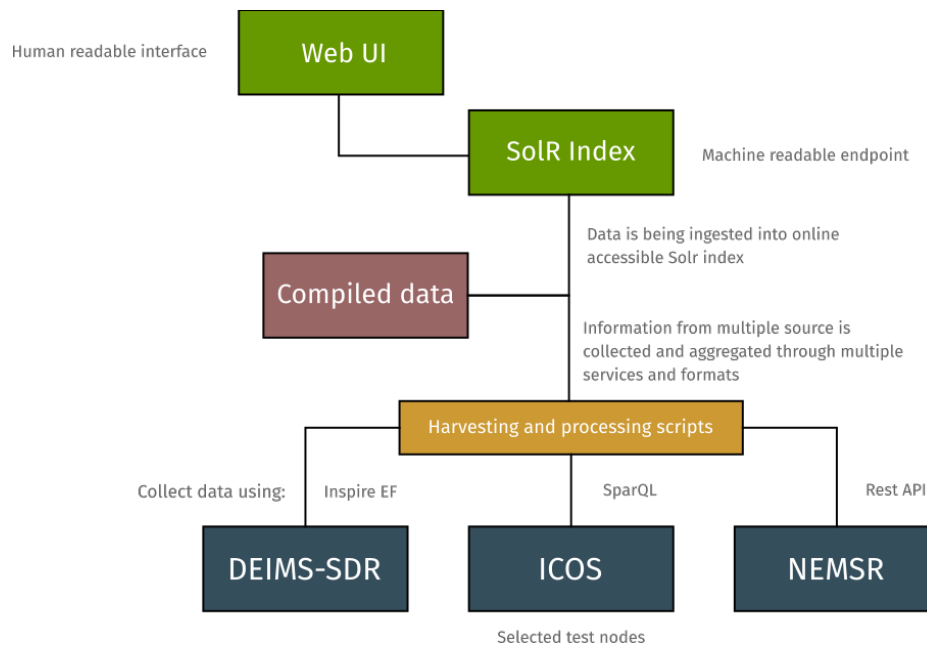 Web UI
Human readable interface
SolR Index
Machine readable endpoint
Data is being ingested into online
accessible Solr index
Compiled data
Information from multiple source is
collected and aggregated through multiple
services and formats
Harvesting and processing scripts
Collect data using:
Inspire EF
SparQL
Rest API
DEIMS-SDR
ICOS
NEMSR
Selected test nodes